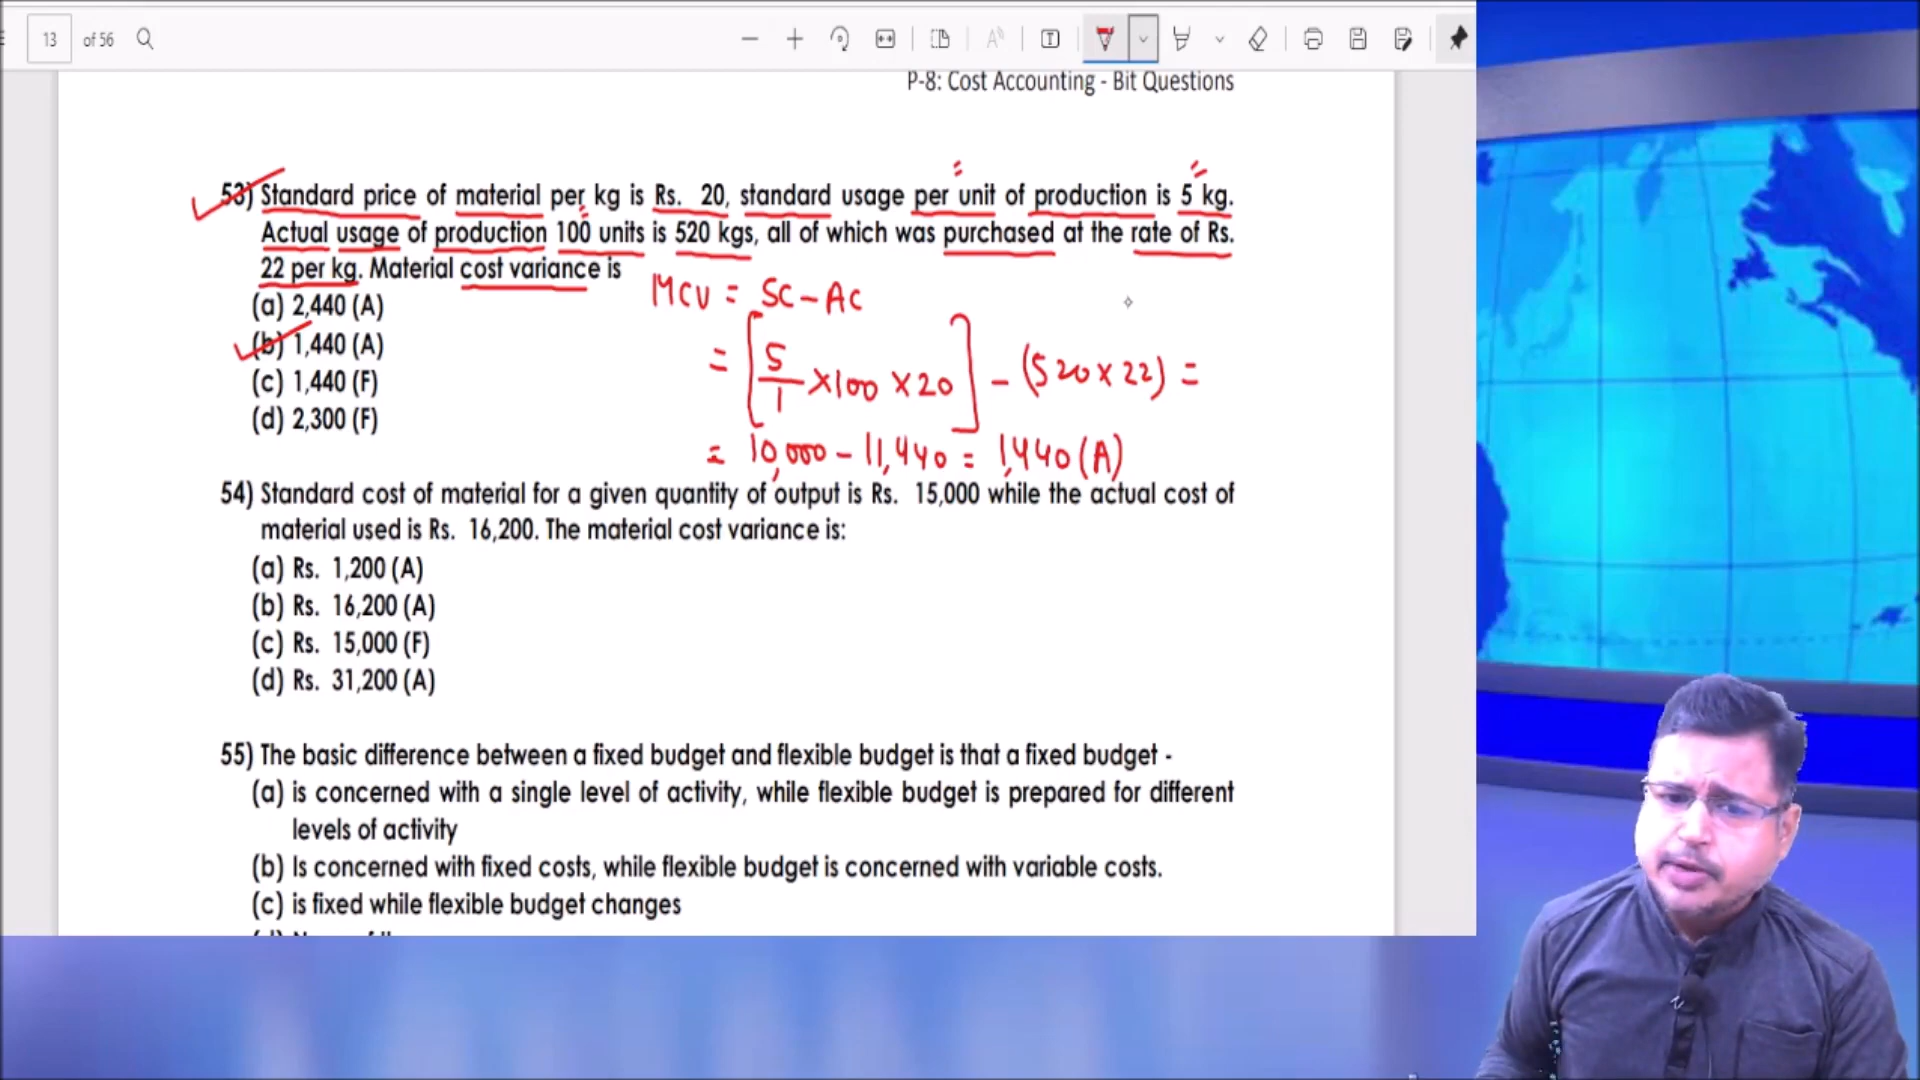 13 of 56
P-8: Cost Accounting - Bit Questions
53) Standard price of material per kg is Rs. 20, standard usage per unit of production is 5 kg.
Actual usage of production 100 units is 520 kgs, all of which was purchased at the rate of Rs.
22 per kg. Material cost variance is
MCV = SC - AC
(a) 2,440 (A)
(b) 1,440 (A)
= [5/1 × 100 × 20] - (520 × 22) =
(c) 1,440 (F)
(d) 2,300 (F)
= 10,000 - 11,440 = 1,440 (A)
54) Standard cost of material for a given quantity of output is Rs. 15,000 while the actual cost of
material used is Rs. 16,200. The material cost variance is:
(a) Rs. 1,200 (A)
(b) Rs. 16,200 (A)
(c) Rs. 15,000 (F)
(d) Rs. 31,200 (A)
55) The basic difference between a fixed budget and flexible budget is that a fixed budget -
(a) is concerned with a single level of activity, while flexible budget is prepared for different
levels of activity
(b) Is concerned with fixed costs, while flexible budget is concerned with variable costs.
(c) is fixed while flexible budget changes